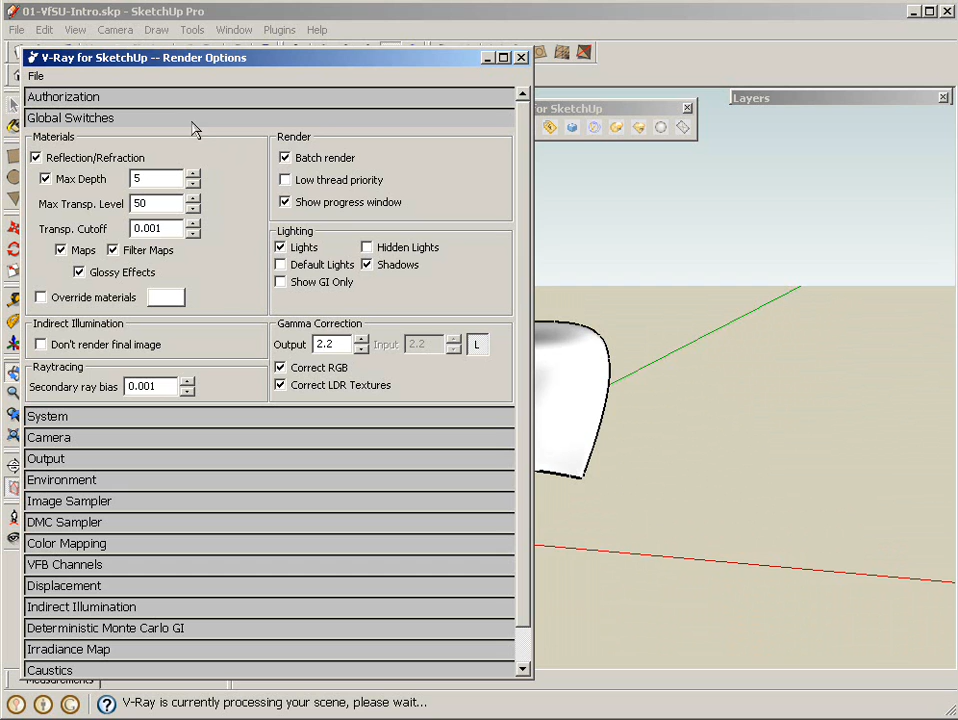 01-VfSU-Intro.skp - SketchUp Pro
File Edit View Camera Draw Tools Window Plugins Help
V-Ray for SketchUp -- Render Options
File
Authorization
Global Switches
Materials
Reflection/Refraction
Max Depth 5
Max Transp. Level 50
Transp. Cutoff 0.001
Maps Filter Maps
Glossy Effects
Override materials
Render
Batch render
Low thread priority
Show progress window
Lighting
Lights Hidden Lights
Default Lights Shadows
Show GI Only
Indirect Illumination
Don't render final image
Raytracing
Secondary ray bias 0.001
Gamma Correction
Output 2.2 Input 2.2 L
Correct RGB
Correct LDR Textures
System
Camera
Output
Environment
Image Sampler
DMC Sampler
Color Mapping
VFB Channels
Displacement
Indirect Illumination
Deterministic Monte Carlo GI
Irradiance Map
Caustics
for SketchUp
Layers
Measurements
V-Ray is currently processing your scene, please wait...